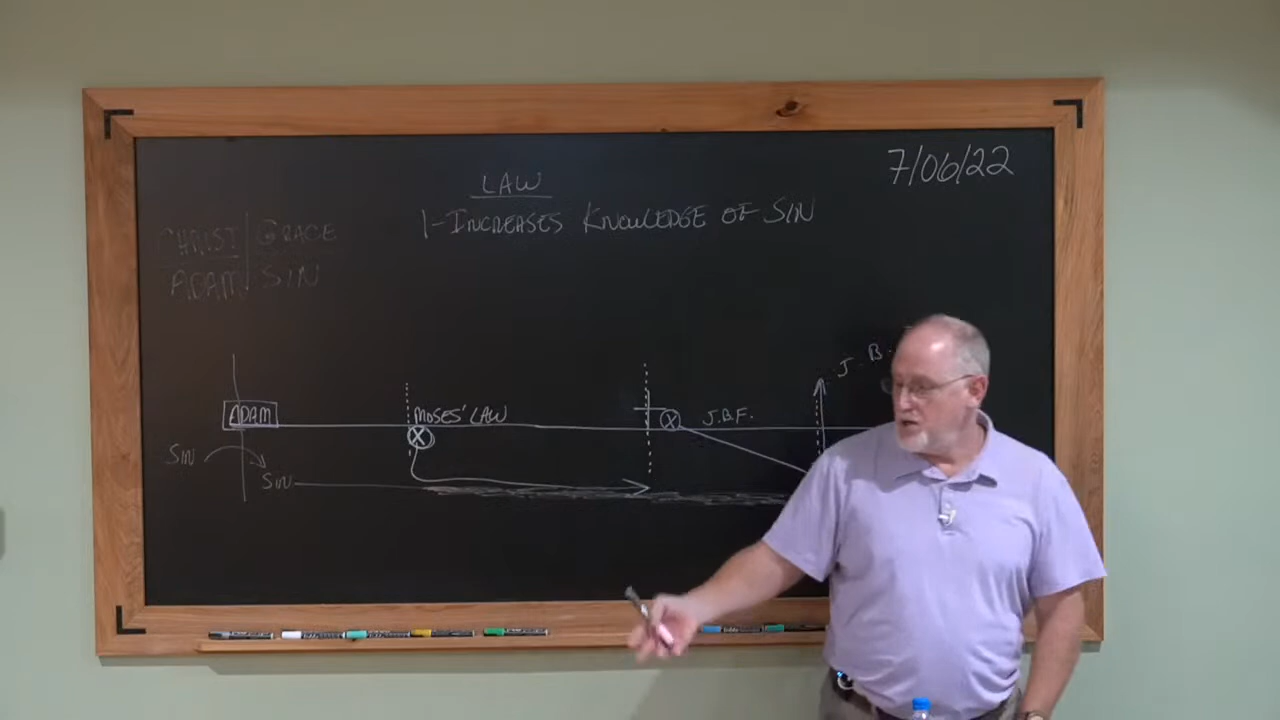 7/06/22
LAW
1-INCREASES KNOWLEDGE OF SIN
CHRIST GRACE
ADAM SIN
J. B.
ADAM
MOSES' LAW
J.B.F.
SIN
SIN